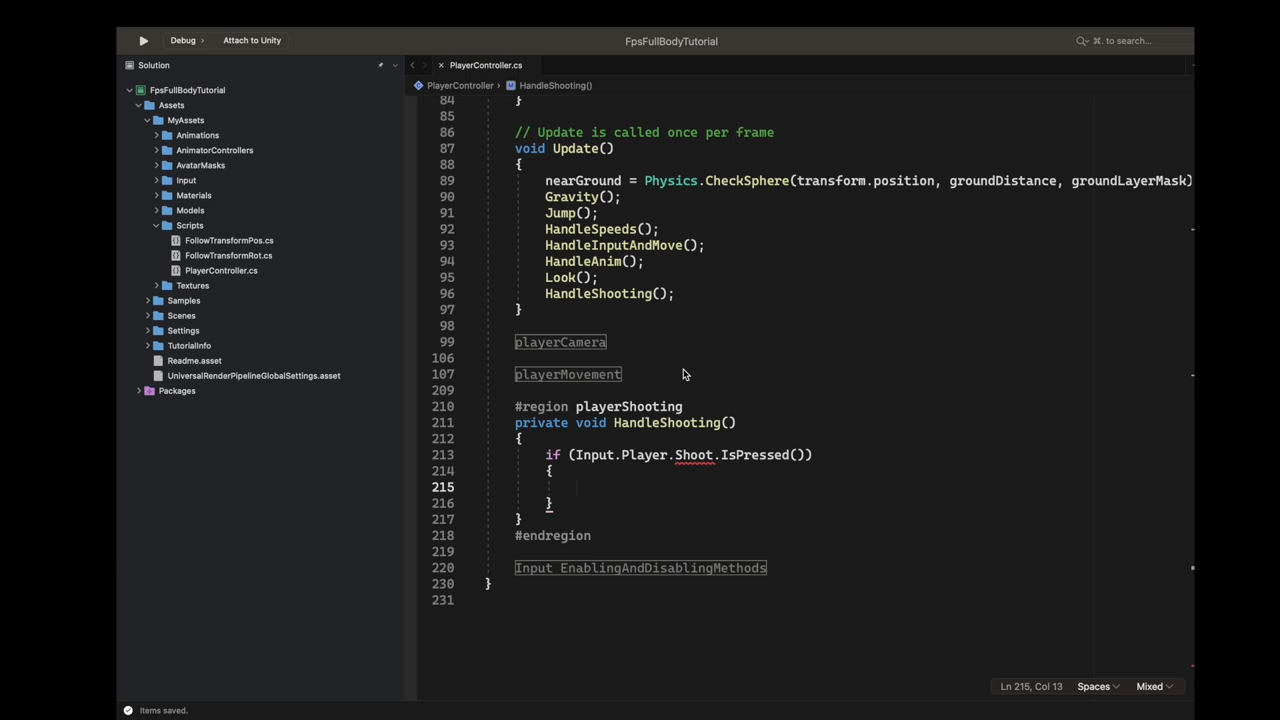 Debug
Attach to Unity
FpsFullBodyTutorial
⌘. to search...
Solution
PlayerController.cs
PlayerController › HandleShooting()
FpsFullBodyTutorial
Assets
MyAssets
Animations
AnimatorControllers
AvatarMasks
Input
Materials
Models
Scripts
FollowTransformPos.cs
FollowTransformRot.cs
PlayerController.cs
Textures
Samples
Scenes
Settings
TutorialInfo
Readme.asset
UniversalRenderPipelineGlobalSettings.asset
Packages
84 }
85
86 // Update is called once per frame
87 void Update()
88 {
89 nearGround = Physics.CheckSphere(transform.position, groundDistance, groundLayerMask)
90 Gravity();
91 Jump();
92 HandleSpeeds();
93 HandleInputAndMove();
94 HandleAnim();
95 Look();
96 HandleShooting();
97 }
98
99 playerCamera
106
107 playerMovement
209
210 #region playerShooting
211 private void HandleShooting()
212 {
213 if (Input.Player.Shoot.IsPressed())
214 {
215
216 }
217 }
218 #endregion
219
220 Input EnablingAndDisablingMethods
230 }
231
Ln 215, Col 13 Spaces Mixed
Items saved.